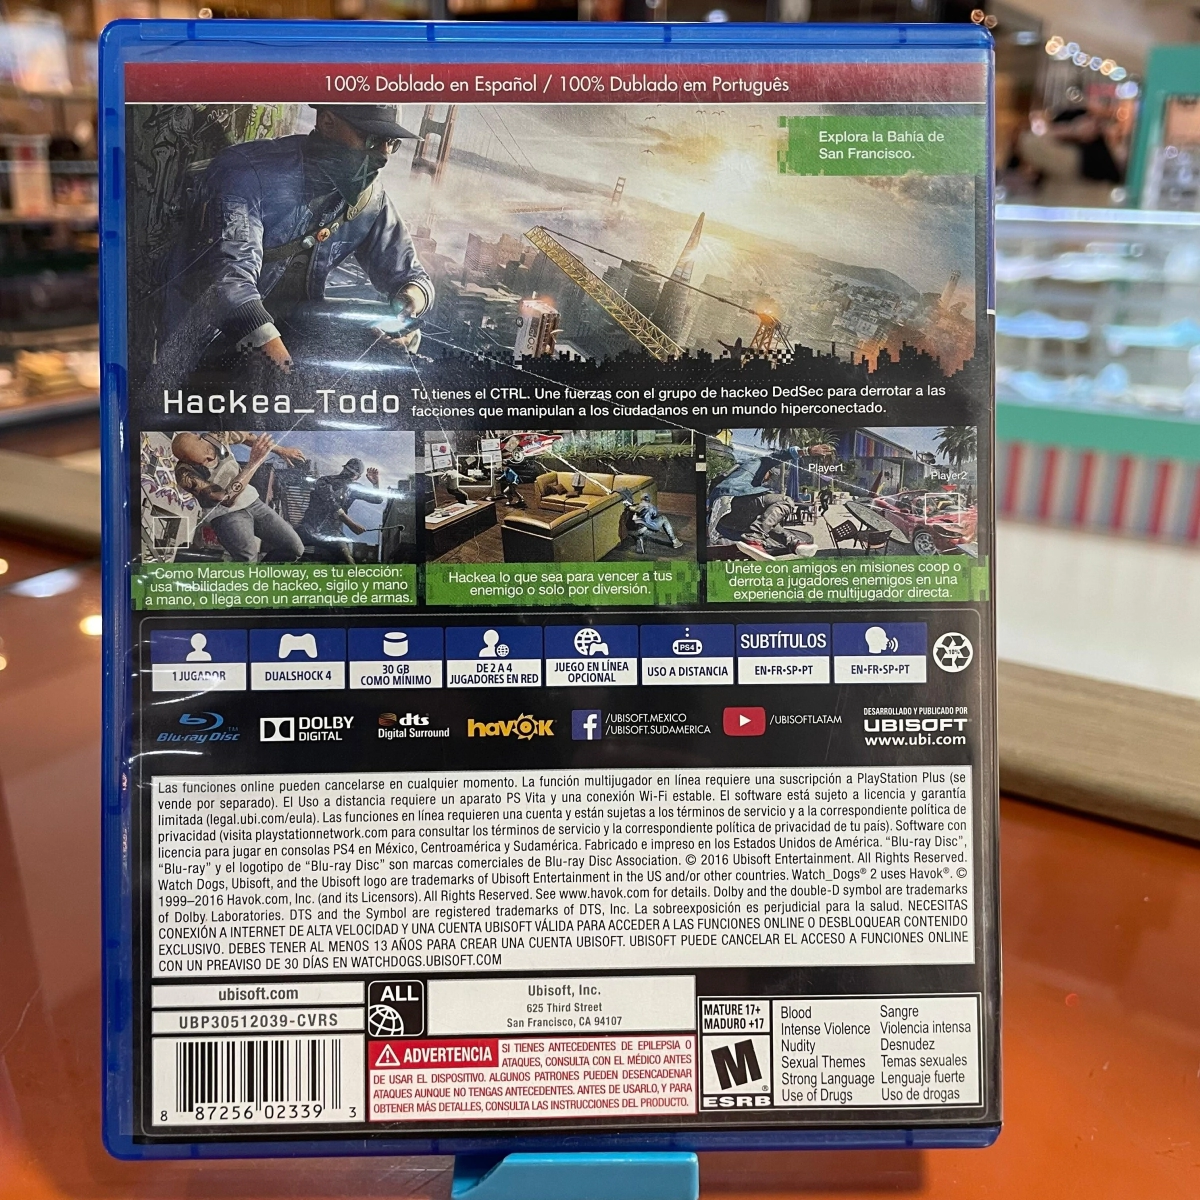 100% Doblado en Español / 100% Dublado em Português
Explora la Bahía de
San Francisco.
Hackea_Todo
Tú tienes el CTRL. Une fuerzas con el grupo de hackeo DedSec para derrotar a las
facciones que manipulan a los ciudadanos en un mundo hiperconectado.
Player1
Player2
Como Marcus Holloway, es tu elección:
usa habilidades de hackeo, sigilo y mano
a mano, o llega con un arranque de armas.
Hackea lo que sea para vencer a tus
enemigo o solo por diversión.
Únete con amigos en misiones coop o
derrota a jugadores enemigos en una
experiencia de multijugador directa.
1 JUGADOR
DUALSHOCK 4
30 GB
COMO MÍNIMO
DE 2 A 4
JUGADORES EN RED
JUEGO EN LÍNEA
OPCIONAL
PS4
USO A DISTANCIA
SUBTÍTULOS
EN•FR•SP•PT
EN•FR•SP•PT
Blu-ray Disc™
DOLBY
DIGITAL
dts
Digital Surround
havok
/UBISOFT.MEXICO
/UBISOFT.SUDAMERICA
/UBISOFTLATAM
DESARROLLADO Y PUBLICADO POR
UBISOFT
www.ubi.com
Las funciones online pueden cancelarse en cualquier momento. La función multijugador en línea requiere una suscripción a PlayStation Plus (se
vende por separado). El Uso a distancia requiere un aparato PS Vita y una conexión Wi-Fi estable. El software está sujeto a licencia y garantía
limitada (legal.ubi.com/eula). Las funciones en línea requieren una cuenta y están sujetas a los términos de servicio y a la correspondiente política de
privacidad (visita playstationnetwork.com para consultar los términos de servicio y la correspondiente política de privacidad de tu país). Software con
licencia para jugar en consolas PS4 en México, Centroamérica y Sudamérica. Fabricado e impreso en los Estados Unidos de América. “Blu-ray Disc”,
“Blu-ray” y el logotipo de “Blu-ray Disc” son marcas comerciales de Blu-ray Disc Association. © 2016 Ubisoft Entertainment. All Rights Reserved.
Watch Dogs, Ubisoft, and the Ubisoft logo are trademarks of Ubisoft Entertainment in the US and/or other countries. Watch_Dogs® 2 uses Havok®. ©
1999–2016 Havok.com, Inc. (and its Licensors). All Rights Reserved. See www.havok.com for details. Dolby and the double-D symbol are trademarks
of Dolby Laboratories. DTS and the Symbol are registered trademarks of DTS, Inc. La sobreexposición es perjudicial para la salud. NECESITAS
CONEXIÓN A INTERNET DE ALTA VELOCIDAD Y UNA CUENTA UBISOFT VÁLIDA PARA ACCEDER A LAS FUNCIONES ONLINE O DESBLOQUEAR CONTENIDO
EXCLUSIVO. DEBES TENER AL MENOS 13 AÑOS PARA CREAR UNA CUENTA UBISOFT. UBISOFT PUEDE CANCELAR EL ACCESO A FUNCIONES ONLINE
CON UN PREAVISO DE 30 DÍAS EN WATCHDOGS.UBISOFT.COM
ubisoft.com
UBP30512039-CVRS
8 87256 02339 3
ALL
Ubisoft, Inc.
625 Third Street
San Francisco, CA 94107
ADVERTENCIA
SI TIENES ANTECEDENTES DE EPILEPSIA O
ATAQUES, CONSULTA CON EL MÉDICO ANTES
DE USAR EL DISPOSITIVO. ALGUNOS PATRONES PUEDEN DESENCADENAR
ATAQUES AUNQUE NO TENGAS ANTECEDENTES. ANTES DE USARLO, Y PARA
OBTENER MÁS DETALLES, CONSULTA LAS INSTRUCCIONES DEL PRODUCTO.
MATURE 17+
MADURO +17
M
ESRB
Blood
Intense Violence
Nudity
Sexual Themes
Strong Language
Use of Drugs
Sangre
Violencia intensa
Desnudez
Temas sexuales
Lenguaje fuerte
Uso de drogas